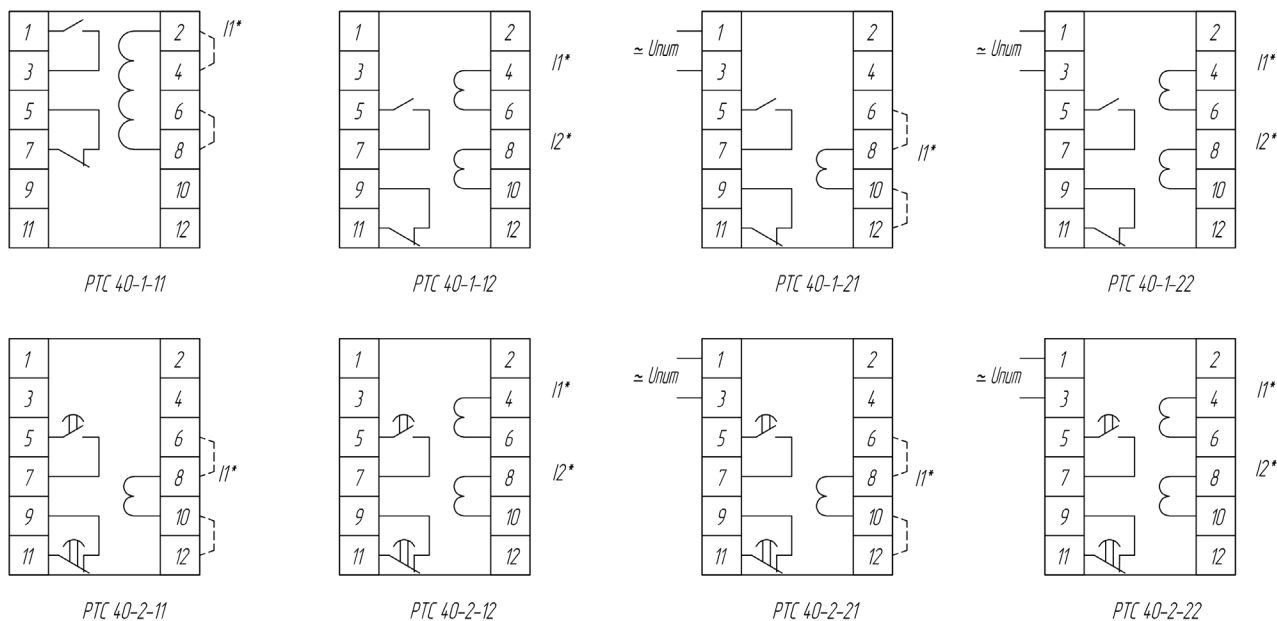 1 2 I1*
3 4
5 6
7 8
9 10
11 12
РТС 40-1-11
1 2
3 4 I1*
5 6
7 8 I2*
9 10
11 12
РТС 40-1-12
≃ Uпит 1 2
3 4
5 6
7 8 I1*
9 10
11 12
РТС 40-1-21
≃ Uпит 1 2
3 4 I1*
5 6
7 8 I2*
9 10
11 12
РТС 40-1-22
1 2
3 4
5 6
7 8 I1*
9 10
11 12
РТС 40-2-11
1 2
3 4 I1*
5 6
7 8 I2*
9 10
11 12
РТС 40-2-12
≃ Uпит 1 2
3 4
5 6
7 8 I1*
9 10
11 12
РТС 40-2-21
≃ Uпит 1 2
3 4 I1*
5 6
7 8 I2*
9 10
11 12
РТС 40-2-22